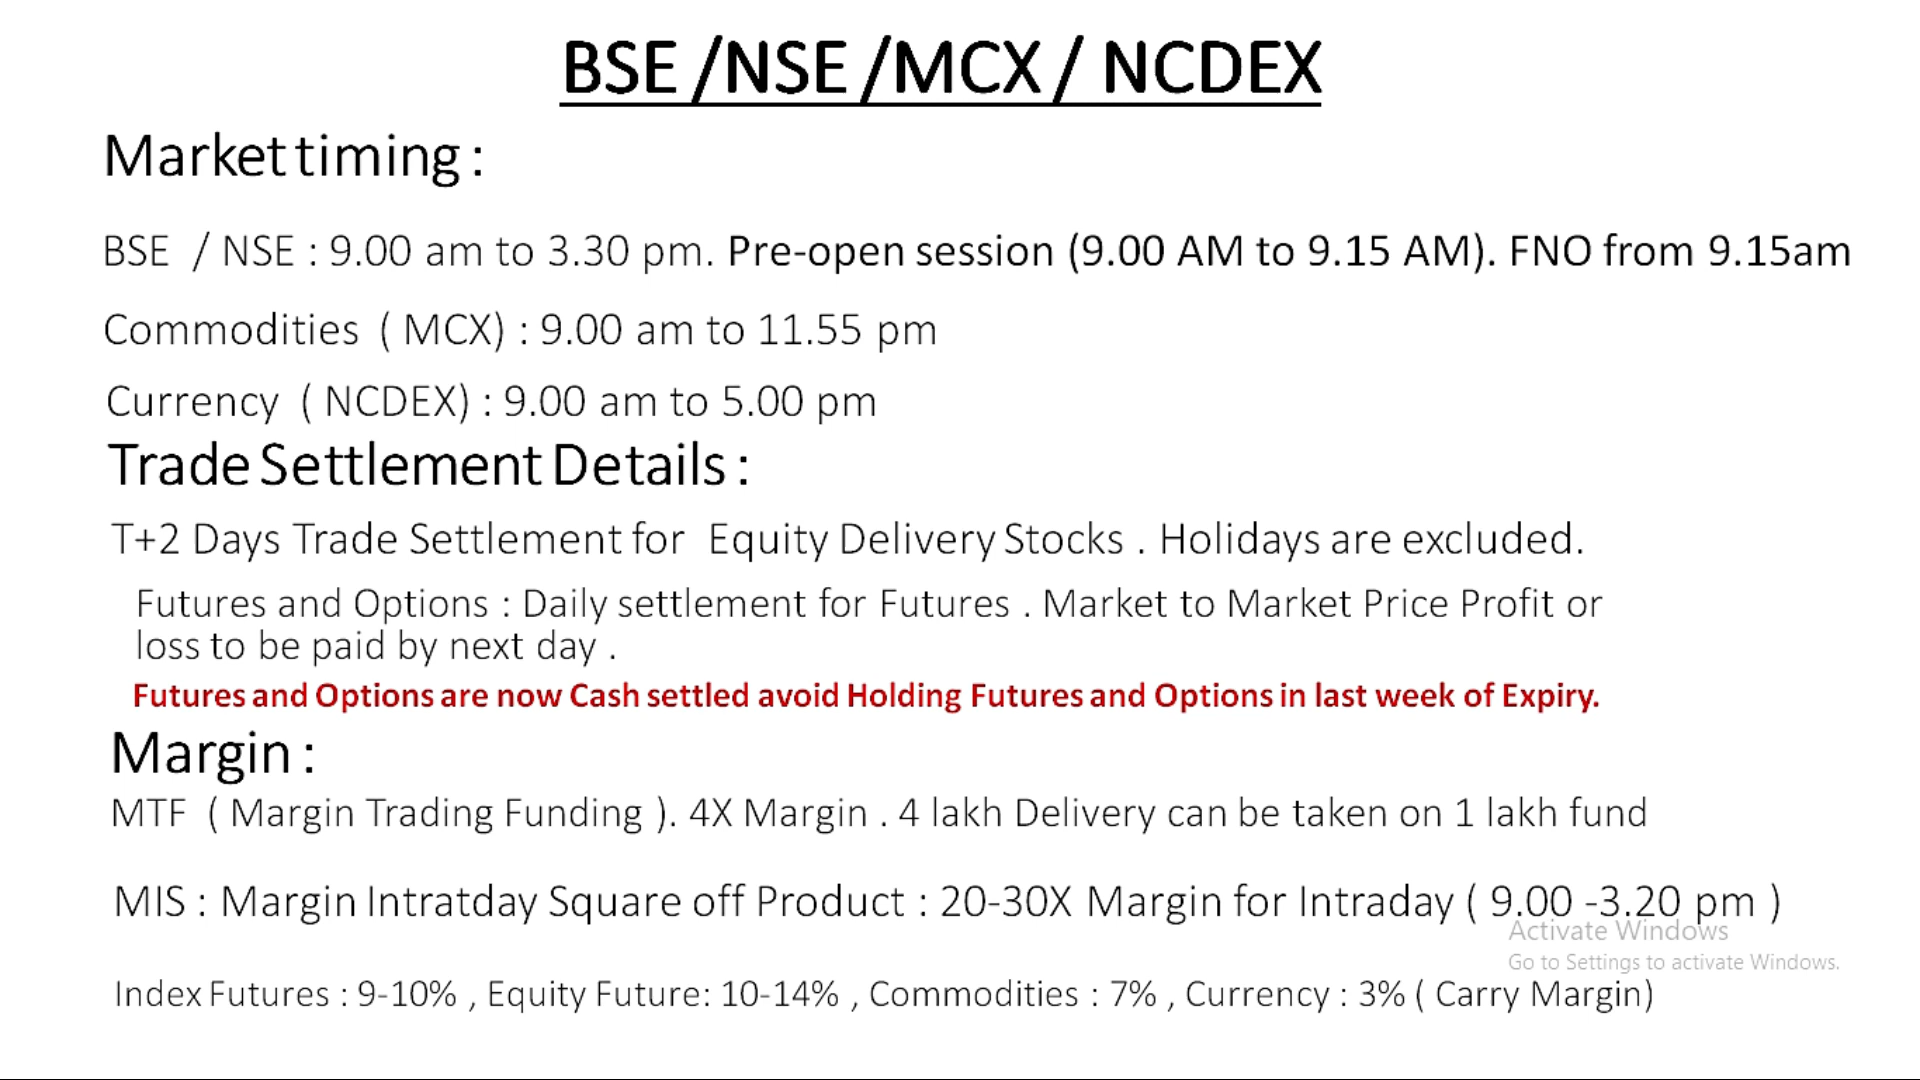 BSE /NSE /MCX / NCDEX
Market timing :
BSE / NSE : 9.00 am to 3.30 pm. Pre-open session (9.00 AM to 9.15 AM). FNO from 9.15am
Commodities ( MCX) : 9.00 am to 11.55 pm
Currency ( NCDEX) : 9.00 am to 5.00 pm
Trade Settlement Details :
T+2 Days Trade Settlement for Equity Delivery Stocks . Holidays are excluded.
Futures and Options : Daily settlement for Futures . Market to Market Price Profit or
loss to be paid by next day .
Futures and Options are now Cash settled avoid Holding Futures and Options in last week of Expiry.
Margin :
MTF ( Margin Trading Funding ). 4X Margin . 4 lakh Delivery can be taken on 1 lakh fund
MIS : Margin Intratday Square off Product : 20-30X Margin for Intraday ( 9.00 -3.20 pm )
Activate Windows
Go to Settings to activate Windows.
Index Futures : 9-10% , Equity Future: 10-14% , Commodities : 7% , Currency : 3% ( Carry Margin)